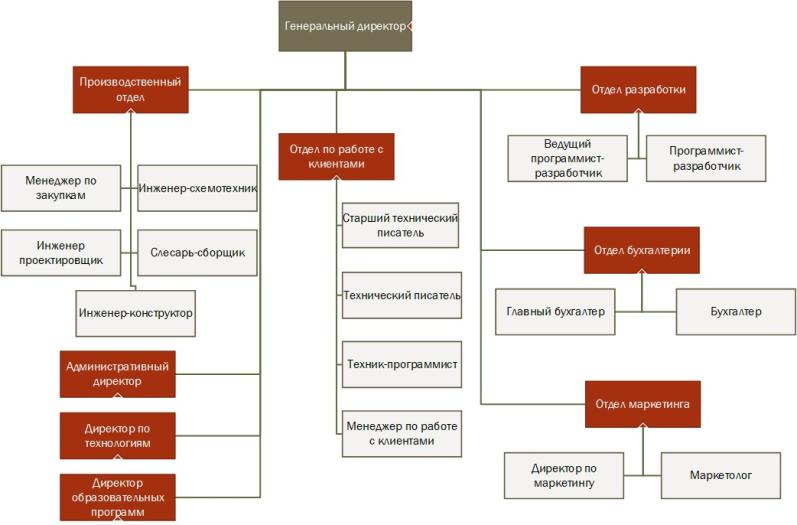 Генеральный директор
Производственный
отдел
Отдел разработки
Отдел по работе с
клиентами
Ведущий
программист-
разработчик
Программист-
разработчик
Менеджер по
закупкам
Инженер-схемотехник
Старший технический
писатель
Инженер
проектировщик
Слесарь-сборщик
Отдел бухгалтерии
Технический писатель
Инженер-конструктор
Главный бухгалтер
Бухгалтер
Административный
директор
Техник-программист
Отдел маркетинга
Директор по
технологиям
Менеджер по работе
с клиентами
Директор по
маркетингу
Маркетолог
Директор
образовательных
программ